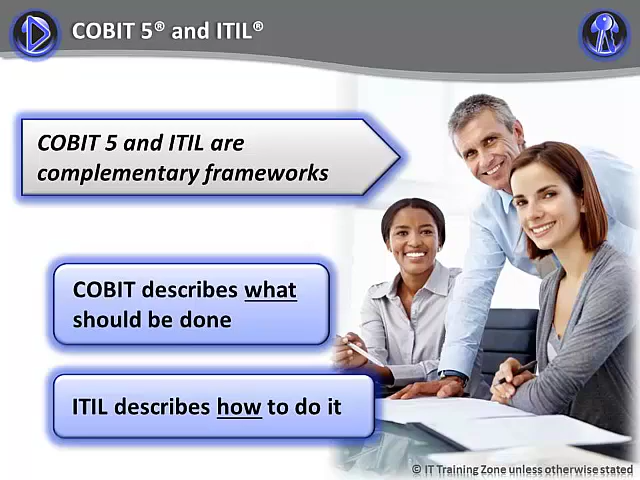 COBIT 5® and ITIL®
COBIT 5 and ITIL are
complementary frameworks
COBIT describes what
should be done
ITIL describes how to do it
© IT Training Zone unless otherwise stated